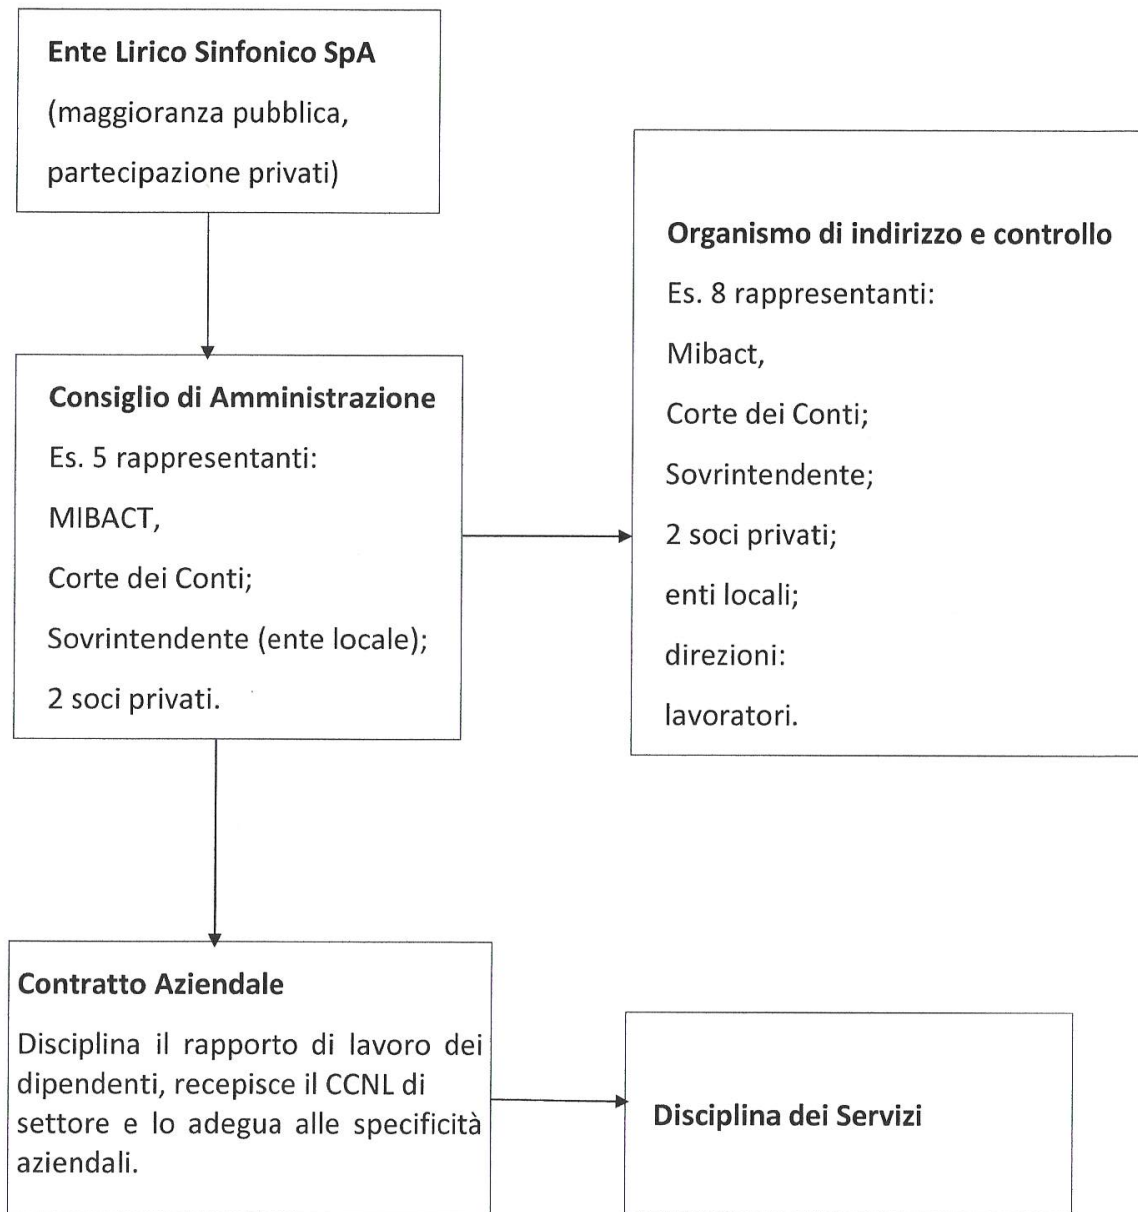 Ente Lirico Sinfonico SpA
(maggioranza pubblica,
partecipazione privati)
Organismo di indirizzo e controllo
Es. 8 rappresentanti:
Mibact,
Corte dei Conti;
Sovrintendente;
2 soci privati;
enti locali;
direzioni:
lavoratori.
Consiglio di Amministrazione
Es. 5 rappresentanti:
MIBACT,
Corte dei Conti;
Sovrintendente (ente locale);
2 soci privati.
Contratto Aziendale
Disciplina il rapporto di lavoro dei
dipendenti, recepisce il CCNL di
settore e lo adegua alle specificità
aziendali.
Disciplina dei Servizi